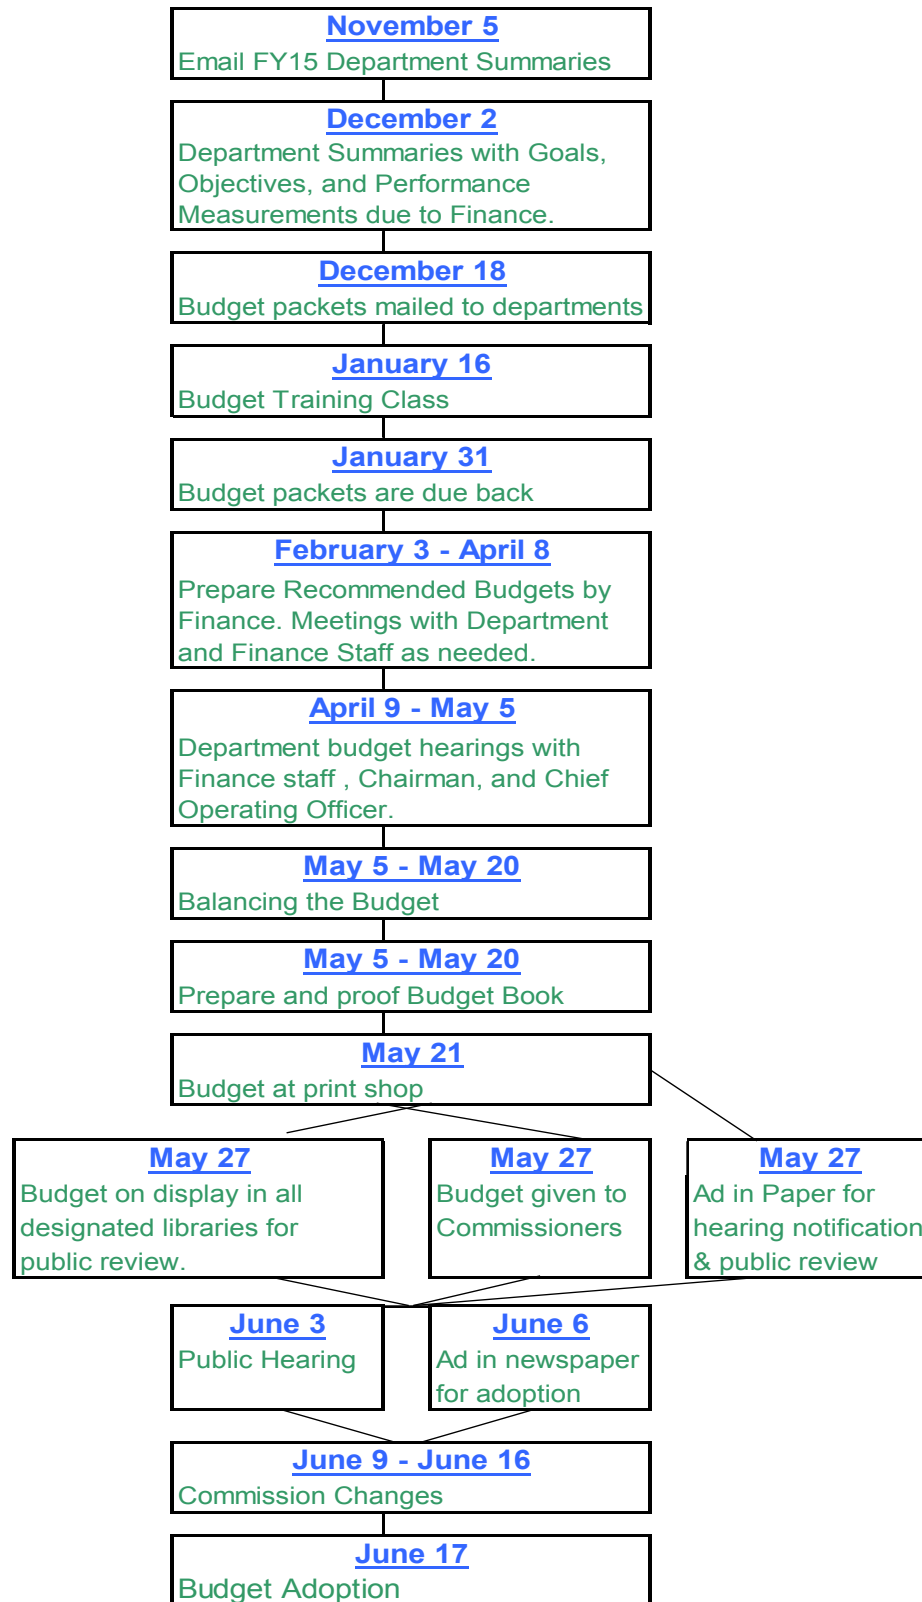 November 5
Email FY15 Department Summaries
December 2
Department Summaries with Goals,
Objectives, and Performance
Measurements due to Finance.
December 18
Budget packets mailed to departments
January 16
Budget Training Class
January 31
Budget packets are due back
February 3 - April 8
Prepare Recommended Budgets by
Finance. Meetings with Department
and Finance Staff as needed.
April 9 - May 5
Department budget hearings with
Finance staff , Chairman, and Chief
Operating Officer.
May 5 - May 20
Balancing the Budget
May 5 - May 20
Prepare and proof Budget Book
May 21
Budget at print shop
May 27
Budget on display in all
designated libraries for
public review.
May 27
Budget given to
Commissioners
May 27
Ad in Paper for
hearing notification
& public review
June 3
Public Hearing
June 6
Ad in newspaper
for adoption
June 9 - June 16
Commission Changes
June 17
Budget Adoption